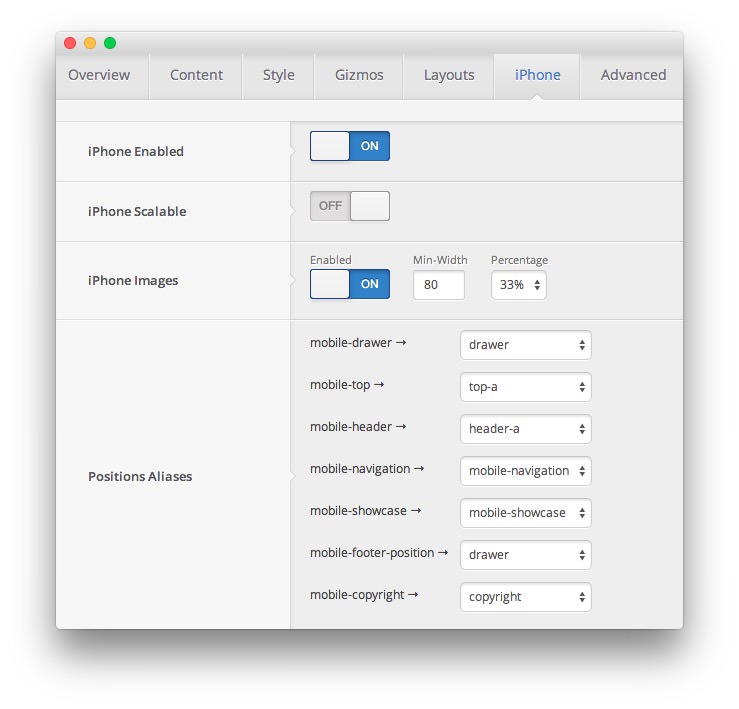 Overview Content Style Gizmos Layouts iPhone Advanced
iPhone Enabled ON
iPhone Scalable OFF
Enabled Min-Width Percentage
iPhone Images ON 80 33%
mobile-drawer → drawer
mobile-top → top-a
mobile-header → header-a
mobile-navigation → mobile-navigation
Positions Aliases
mobile-showcase → mobile-showcase
mobile-footer-position → drawer
mobile-copyright → copyright